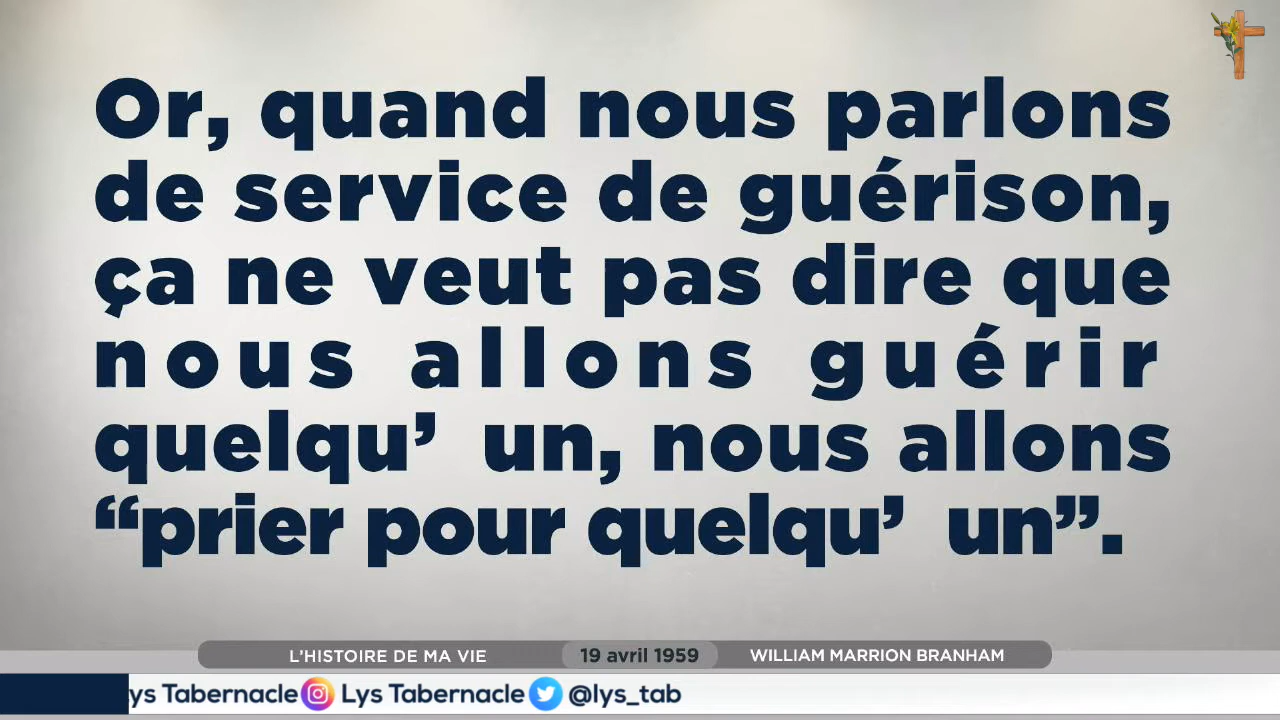 Or, quand nous parlons
de service de guérison,
ça ne veut pas dire que
nous allons guérir
quelqu’ un, nous allons
“prier pour quelqu’ un”.
L’HISTOIRE DE MA VIE 19 avril 1959 WILLIAM MARRION BRANHAM
ys Tabernacle Lys Tabernacle @lys_tab